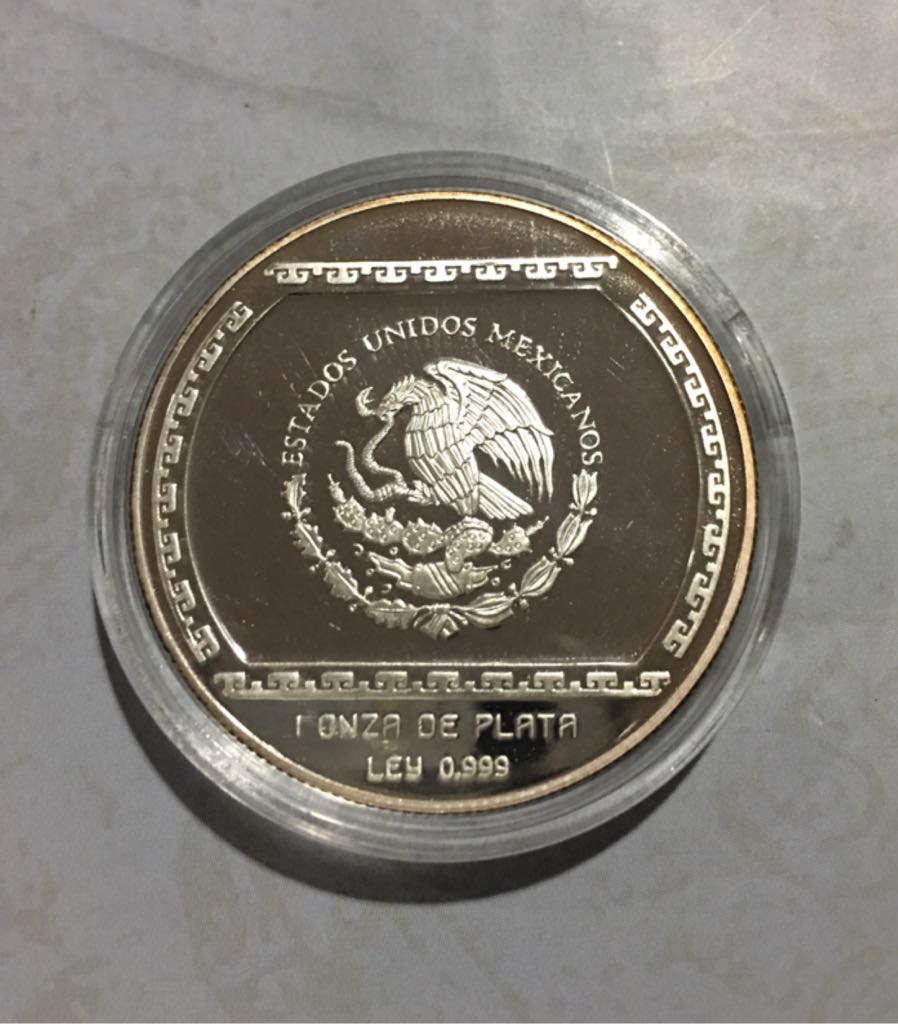 ESTADOS UNIDOS MEXICANOS
1 ONZA DE PLATA
LEY 0.999